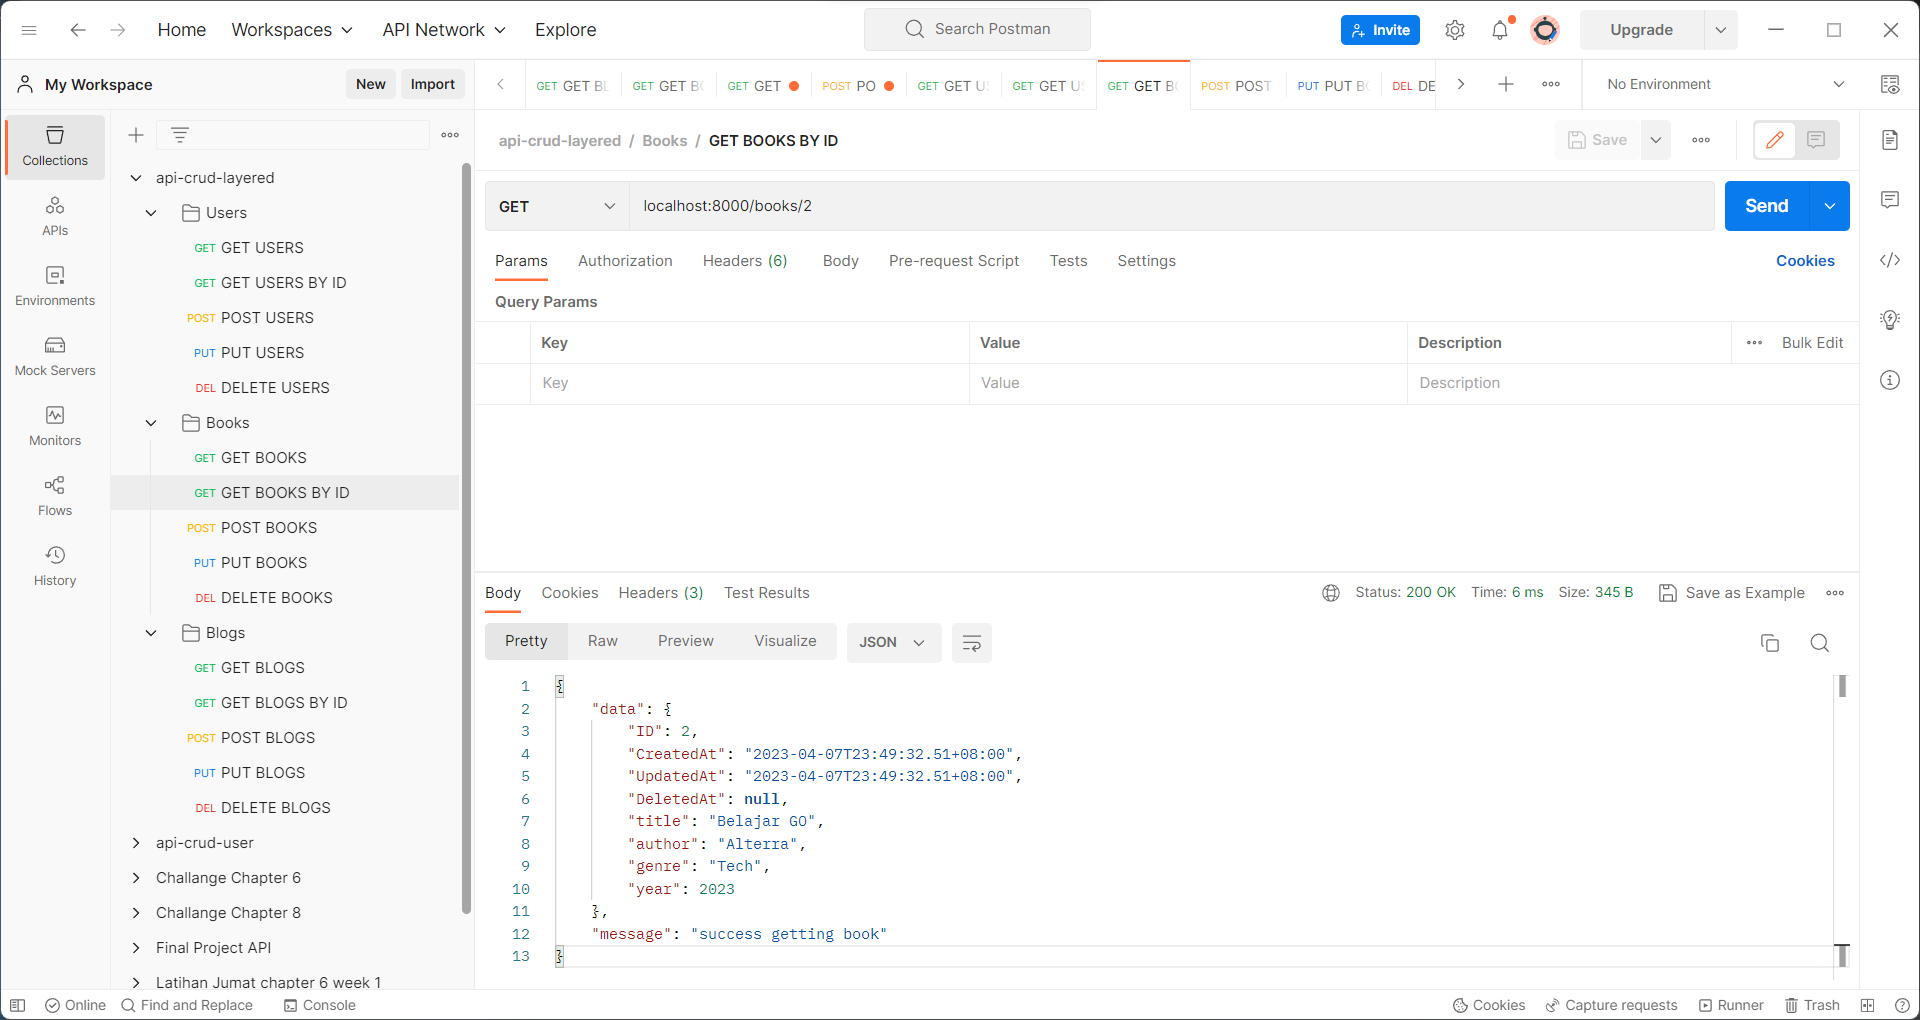 Home Workspaces API Network Explore Search Postman Invite Upgrade
My Workspace New Import
GET GET BL GET GET BO GET GET POST PO GET GET US GET GET US GET GET BO POST POST PUT PUT BO DEL DE No Environment
Collections
APIs
Environments
Mock Servers
Monitors
Flows
History
api-crud-layered
Users
GET GET USERS
GET GET USERS BY ID
POST POST USERS
PUT PUT USERS
DEL DELETE USERS
Books
GET GET BOOKS
GET GET BOOKS BY ID
POST POST BOOKS
PUT PUT BOOKS
DEL DELETE BOOKS
Blogs
GET GET BLOGS
GET GET BLOGS BY ID
POST POST BLOGS
PUT PUT BLOGS
DEL DELETE BLOGS
api-crud-user
Challange Chapter 6
Challange Chapter 8
Final Project API
Latihan Jumat chapter 6 week 1
api-crud-layered / Books / GET BOOKS BY ID Save
GET localhost:8000/books/2 Send
Params Authorization Headers (6) Body Pre-request Script Tests Settings Cookies
Query Params
Key Value Description Bulk Edit
Key Value Description
Body Cookies Headers (3) Test Results Status: 200 OK Time: 6 ms Size: 345 B Save as Example
Pretty Raw Preview Visualize JSON
1 {
2 "data": {
3 "ID": 2,
4 "CreatedAt": "2023-04-07T23:49:32.51+08:00",
5 "UpdatedAt": "2023-04-07T23:49:32.51+08:00",
6 "DeletedAt": null,
7 "title": "Belajar GO",
8 "author": "Alterra",
9 "genre": "Tech",
10 "year": 2023
11 },
12 "message": "success getting book"
13 }
Online Find and Replace Console Cookies Capture requests Runner Trash